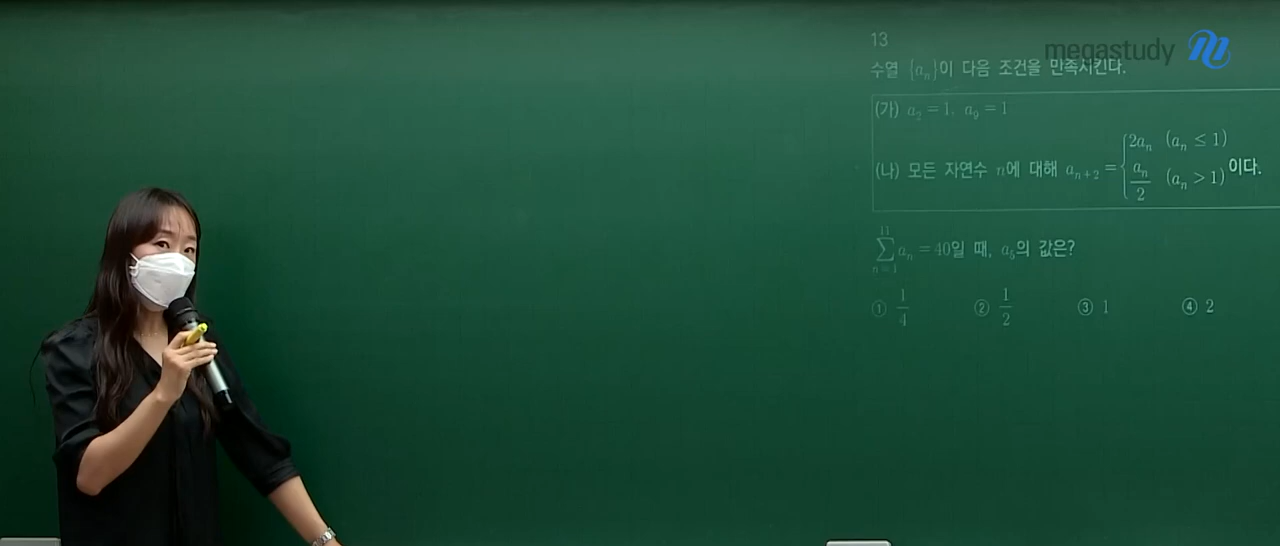 13
megastudy
수열 {aₙ}이 다음 조건을 만족시킨다.
(가) a₂ = 1, a₉ = 1
(나) 모든 자연수 n에 대해 aₙ₊₂ = { 2aₙ (aₙ ≤ 1)
aₙ/2 (aₙ > 1) 이다.
∑ₙ₌₁¹¹ aₙ = 40일 때, a₅의 값은?
① 1/4 ② 1/2 ③ 1 ④ 2